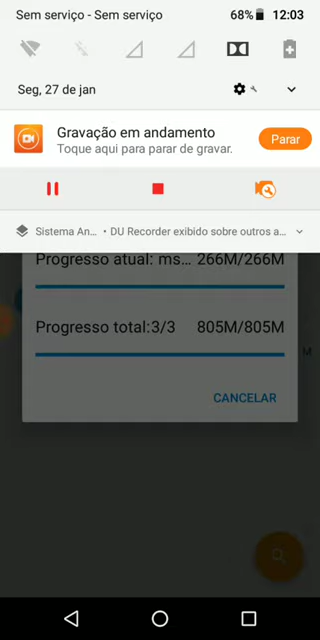 Sem serviço - Sem serviço 68% 12:03
Seg, 27 de jan
Gravação em andamento
Toque aqui para parar de gravar.
Parar
Sistema An... • DU Recorder exibido sobre outros a...
Progresso atual: ms... 266M/266M
Progresso total:3/3 805M/805M
M
CANCELAR